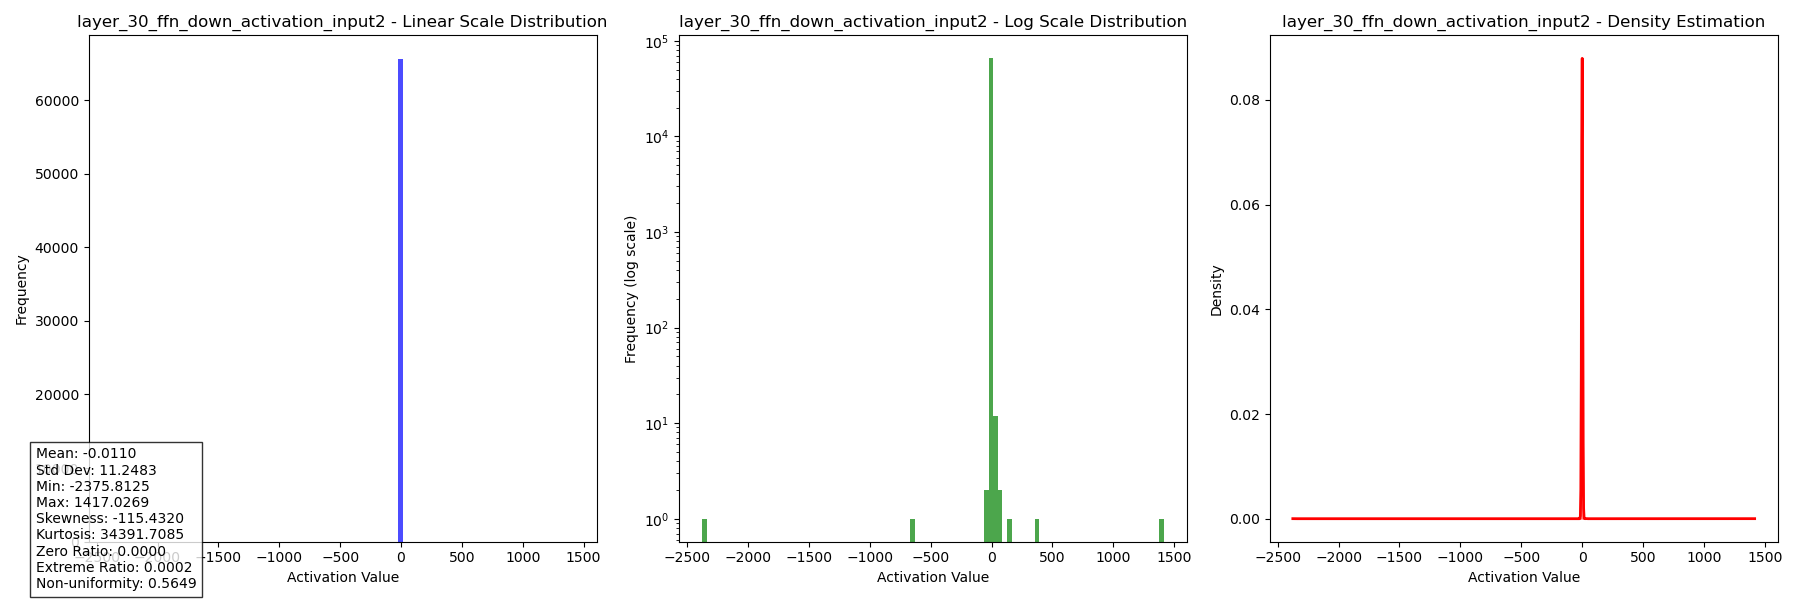 layer_30_ffn_down_activation_input2 - Linear Scale Distribution
Frequency
60000
50000
40000
30000
20000
10000
0
−2500 −2000 −1500 −1000 −500 0 500 1000 1500
Activation Value
Mean: -0.0110
Std Dev: 11.2483
Min: -2375.8125
Max: 1417.0269
Skewness: -115.4320
Kurtosis: 34391.7085
Zero Ratio: 0.0000
Extreme Ratio: 0.0002
Non-uniformity: 0.5649
layer_30_ffn_down_activation_input2 - Log Scale Distribution
Frequency (log scale)
10^5
10^4
10^3
10^2
10^1
10^0
−2500 −2000 −1500 −1000 −500 0 500 1000 1500
Activation Value
layer_30_ffn_down_activation_input2 - Density Estimation
Density
0.08
0.06
0.04
0.02
0.00
−2500 −2000 −1500 −1000 −500 0 500 1000 1500
Activation Value